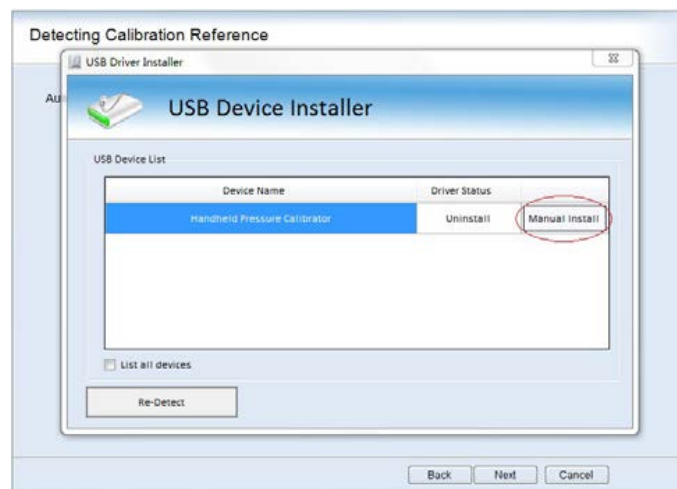 Detecting Calibration Reference
USB Driver Installer
Au
USB Device Installer
USB Device List
Device Name Driver Status
Handheld Pressure Calibrator Uninstall Manual Install
List all devices
Re-Detect
Back Next Cancel